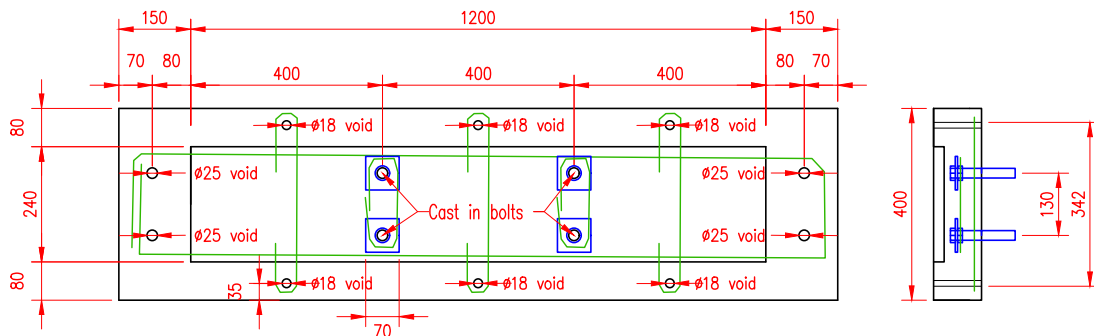 150 1200 150
70 80 400 400 400 80 70
80 ø18 void ø18 void ø18 void
240 ø25 void ø25 void 400 130 342
Cast in bolts
ø25 void ø25 void
80 35 ø18 void ø18 void ø18 void
70